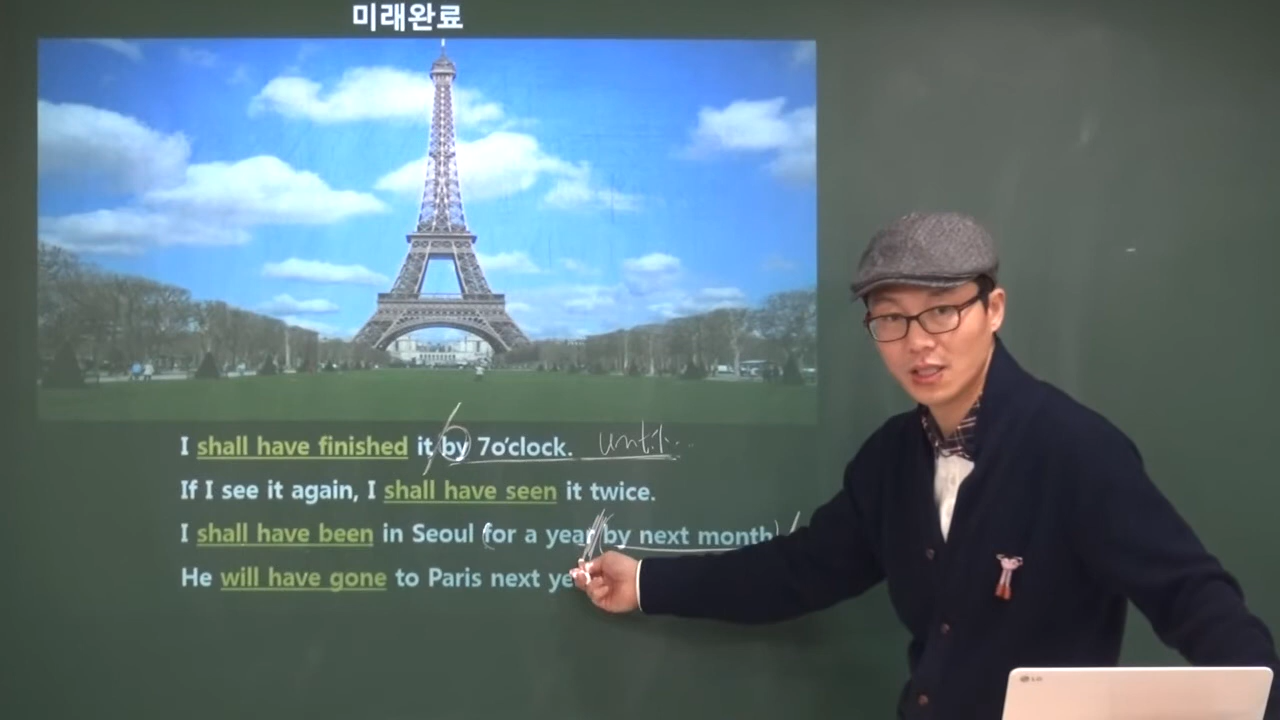 미래완료
I shall have finished it by 7o'clock. until..
If I see it again, I shall have seen it twice.
I shall have been in Seoul for a year by next month
He will have gone to Paris next ye
LG